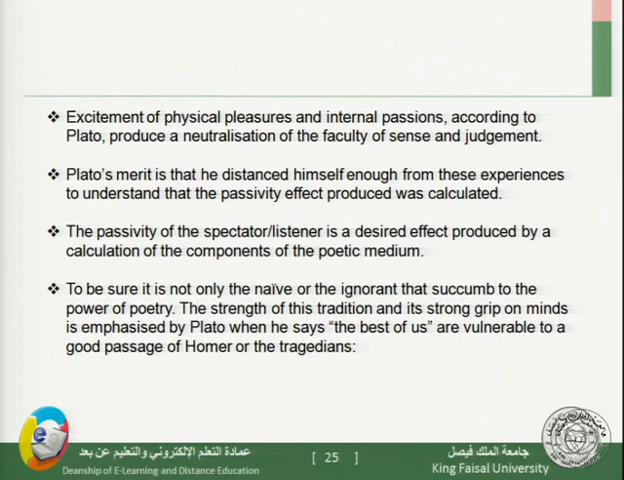 ❖ Excitement of physical pleasures and internal passions, according to
Plato, produce a neutralisation of the faculty of sense and judgement.
❖ Plato's merit is that he distanced himself enough from these experiences
to understand that the passivity effect produced was calculated.
❖ The passivity of the spectator/listener is a desired effect produced by a
calculation of the components of the poetic medium.
❖ To be sure it is not only the naïve or the ignorant that succumb to the
power of poetry. The strength of this tradition and its strong grip on minds
is emphasised by Plato when he says “the best of us” are vulnerable to a
good passage of Homer or the tragedians:
عمادة التعلم الإلكتروني والتعليم عن بعد
Deanship of E-Learning and Distance Education
[ 25 ]
جامعة الملك فيصل
King Faisal University
e